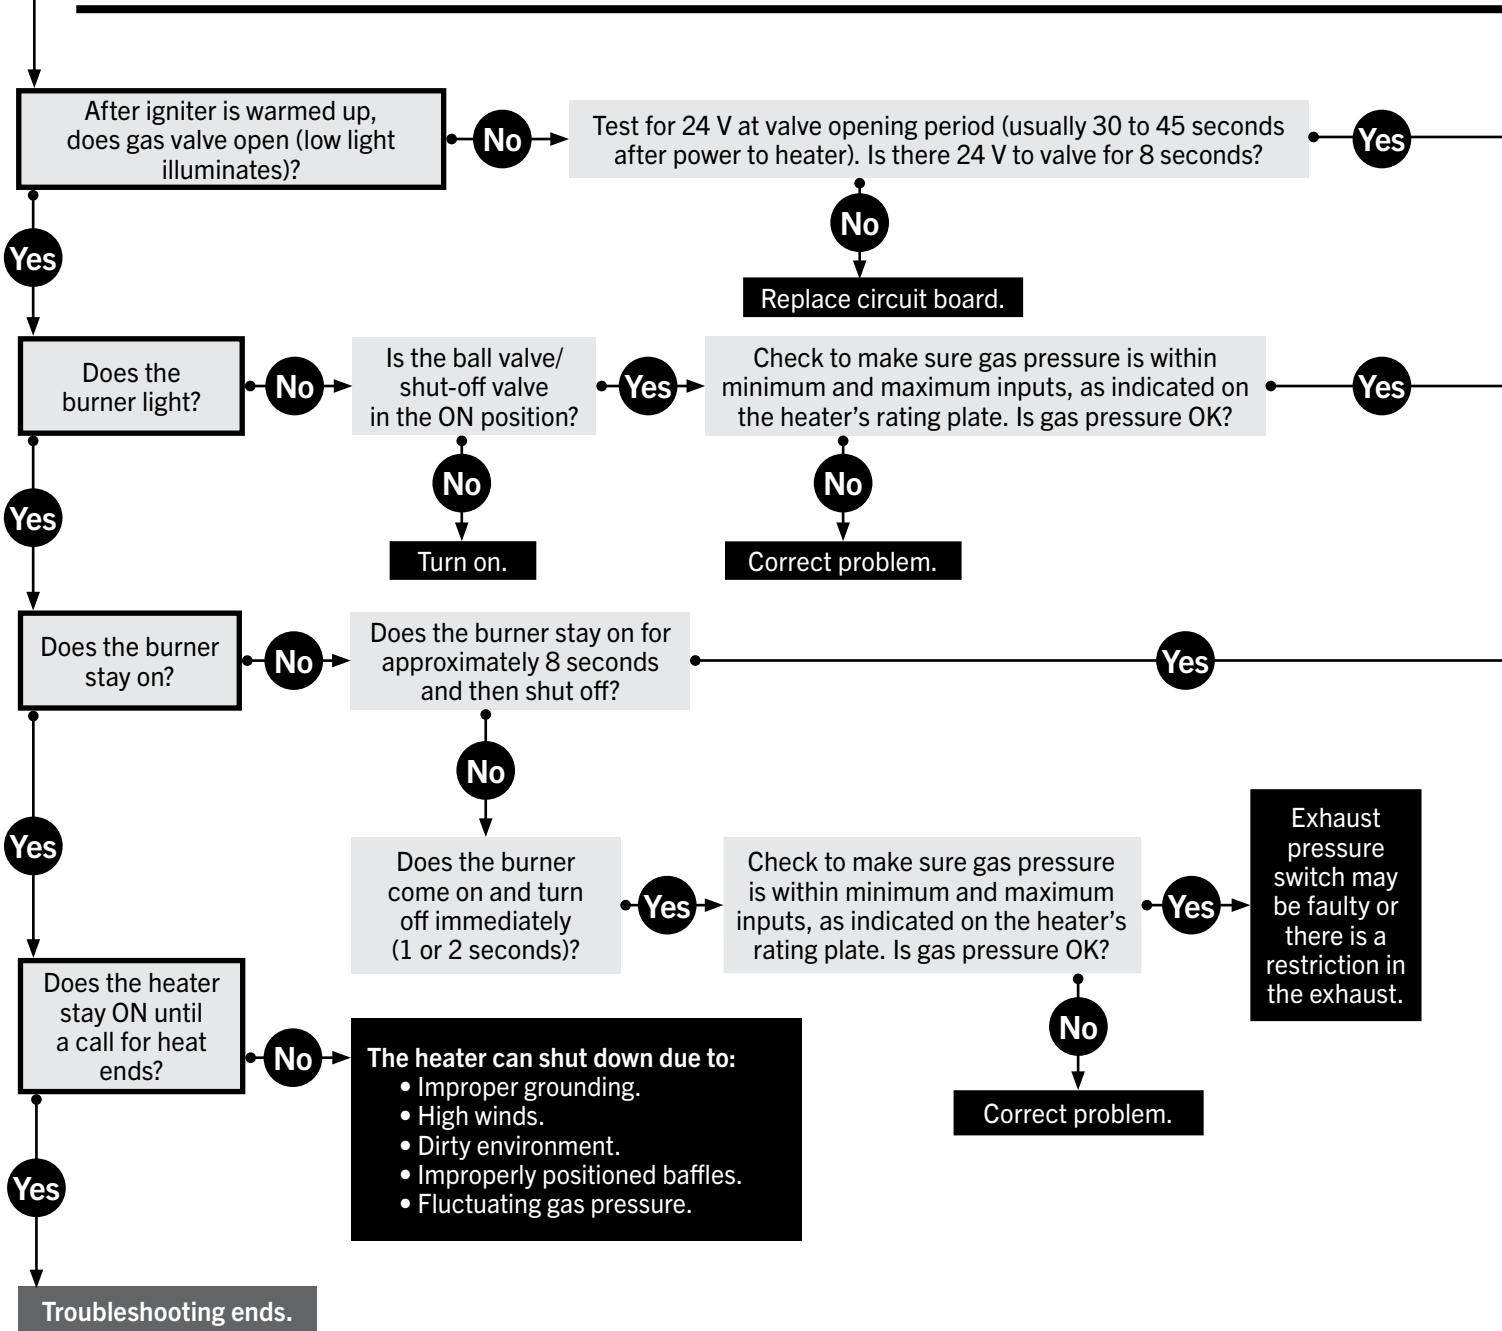 After igniter is warmed up,
does gas valve open (low light
illuminates)?
No
Test for 24 V at valve opening period (usually 30 to 45 seconds
after power to heater). Is there 24 V to valve for 8 seconds?
Yes
No
Replace circuit board.
Yes
Does the
burner light?
No
Is the ball valve/
shut-off valve
in the ON position?
Yes
Check to make sure gas pressure is within
minimum and maximum inputs, as indicated on
the heater’s rating plate. Is gas pressure OK?
Yes
No
Turn on.
No
Correct problem.
Yes
Does the burner
stay on?
No
Does the burner stay on for
approximately 8 seconds
and then shut off?
Yes
No
Does the burner
come on and turn
off immediately
(1 or 2 seconds)?
Yes
Check to make sure gas pressure
is within minimum and maximum
inputs, as indicated on the heater’s
rating plate. Is gas pressure OK?
Yes
Exhaust
pressure
switch may
be faulty or
there is a
restriction in
the exhaust.
No
Correct problem.
Yes
Does the heater
stay ON until
a call for heat
ends?
No
The heater can shut down due to:
• Improper grounding.
• High winds.
• Dirty environment.
• Improperly positioned baffles.
• Fluctuating gas pressure.
Yes
Troubleshooting ends.